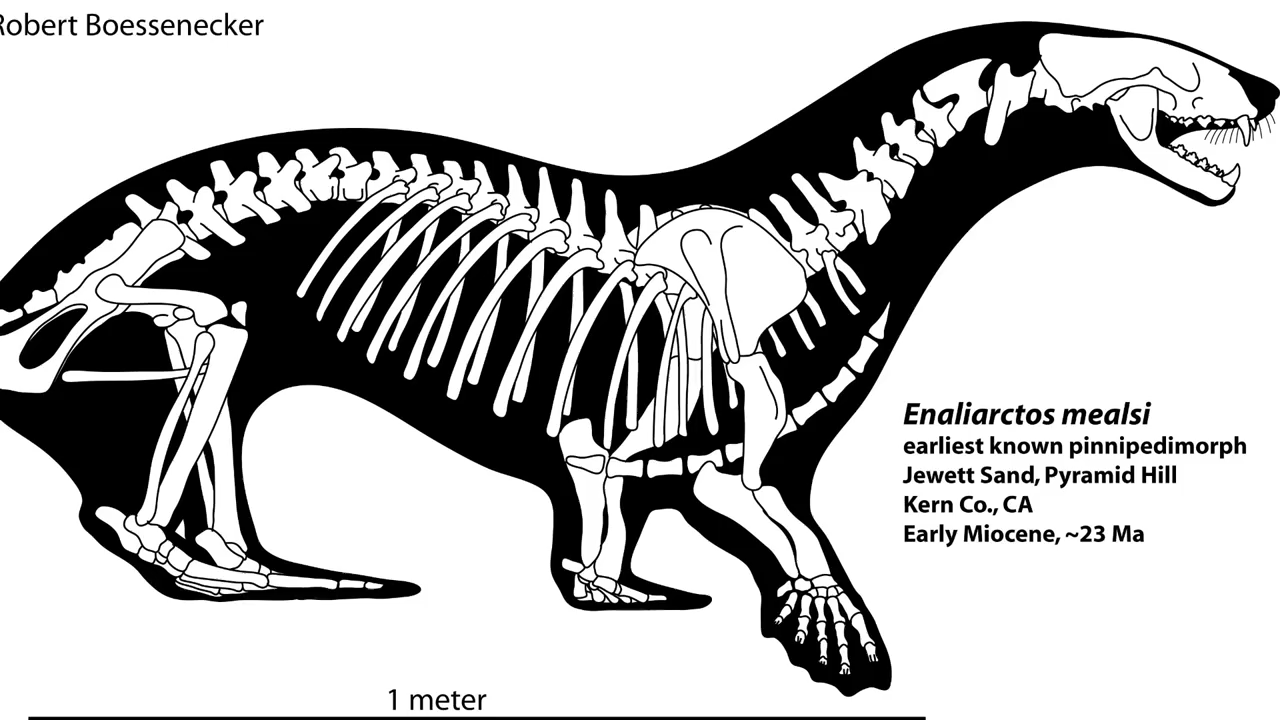 Robert Boessenecker
Enaliarctos mealsi
earliest known pinnipedimorph
Jewett Sand, Pyramid Hill
Kern Co., CA
Early Miocene, ~23 Ma
1 meter